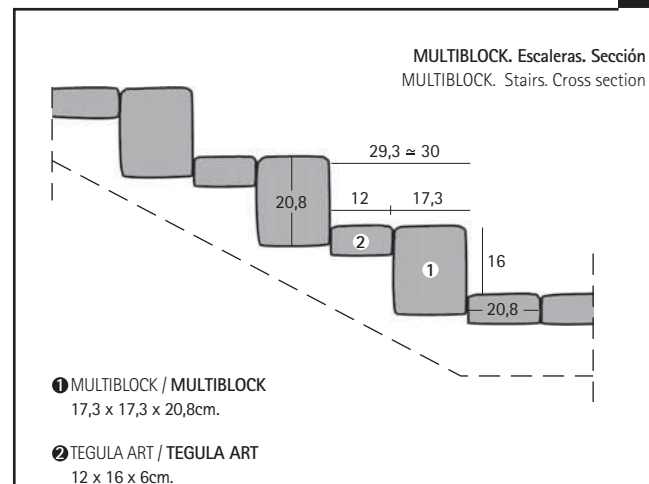 MULTIBLOCK. Escaleras. Sección
MULTIBLOCK. Stairs. Cross section
29,3 ≃ 30
20,8
12
17,3
2
1
16
20,8
1 MULTIBLOCK / MULTIBLOCK
17,3 x 17,3 x 20,8cm.
2 TEGULA ART / TEGULA ART
12 x 16 x 6cm.